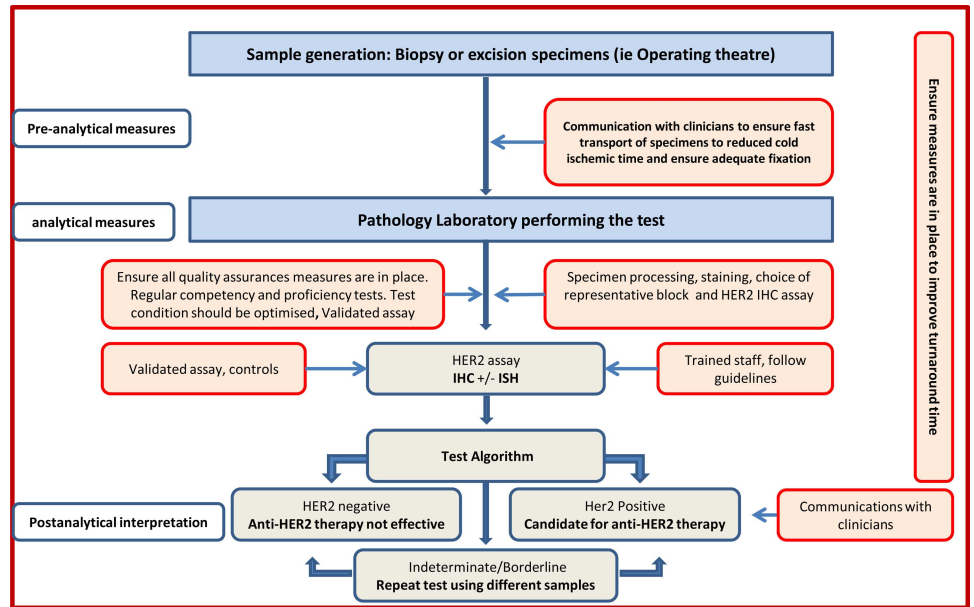 Sample generation: Biopsy or excision specimens (ie Operating theatre)
Pre-analytical measures
Communication with clinicians to ensure fast
transport of specimens to reduced cold
ischemic time and ensure adequate fixation
analytical measures
Pathology Laboratory performing the test
Ensure all quality assurances measures are in place.
Regular competency and proficiency tests. Test
condition should be optimised, Validated assay
Specimen processing, staining, choice of
representative block and HER2 IHC assay
Validated assay, controls
HER2 assay
IHC +/- ISH
Trained staff, follow
guidelines
Test Algorithm
Postanalytical interpretation
HER2 negative
Anti-HER2 therapy not effective
Her2 Positive
Candidate for anti-HER2 therapy
Communications with
clinicians
Indeterminate/Borderline
Repeat test using different samples
Ensure measures are in place to improve turnaround time